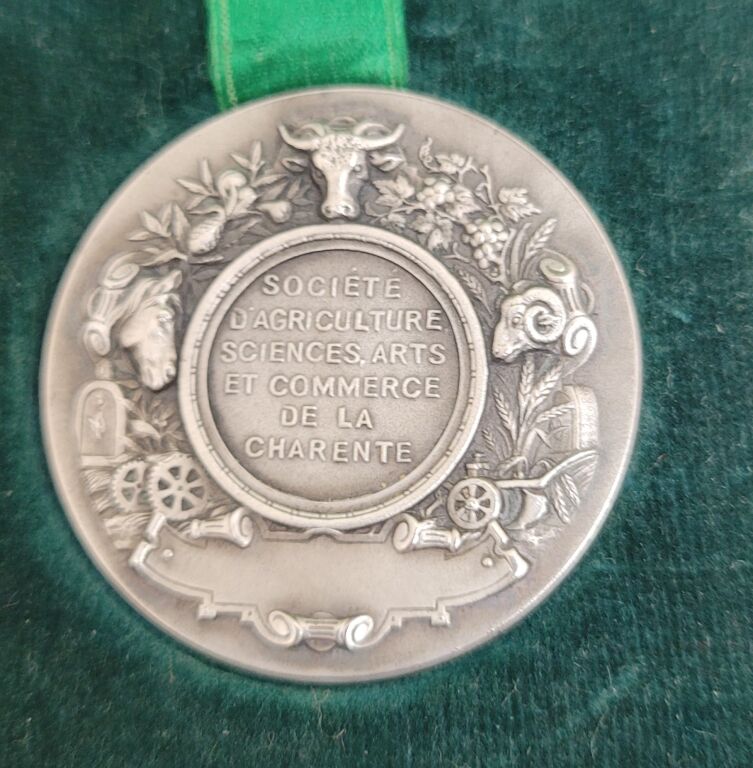 SOCIÉTÉ
D'AGRICULTURE
SCIENCES, ARTS
ET COMMERCE
DE LA
CHARENTE